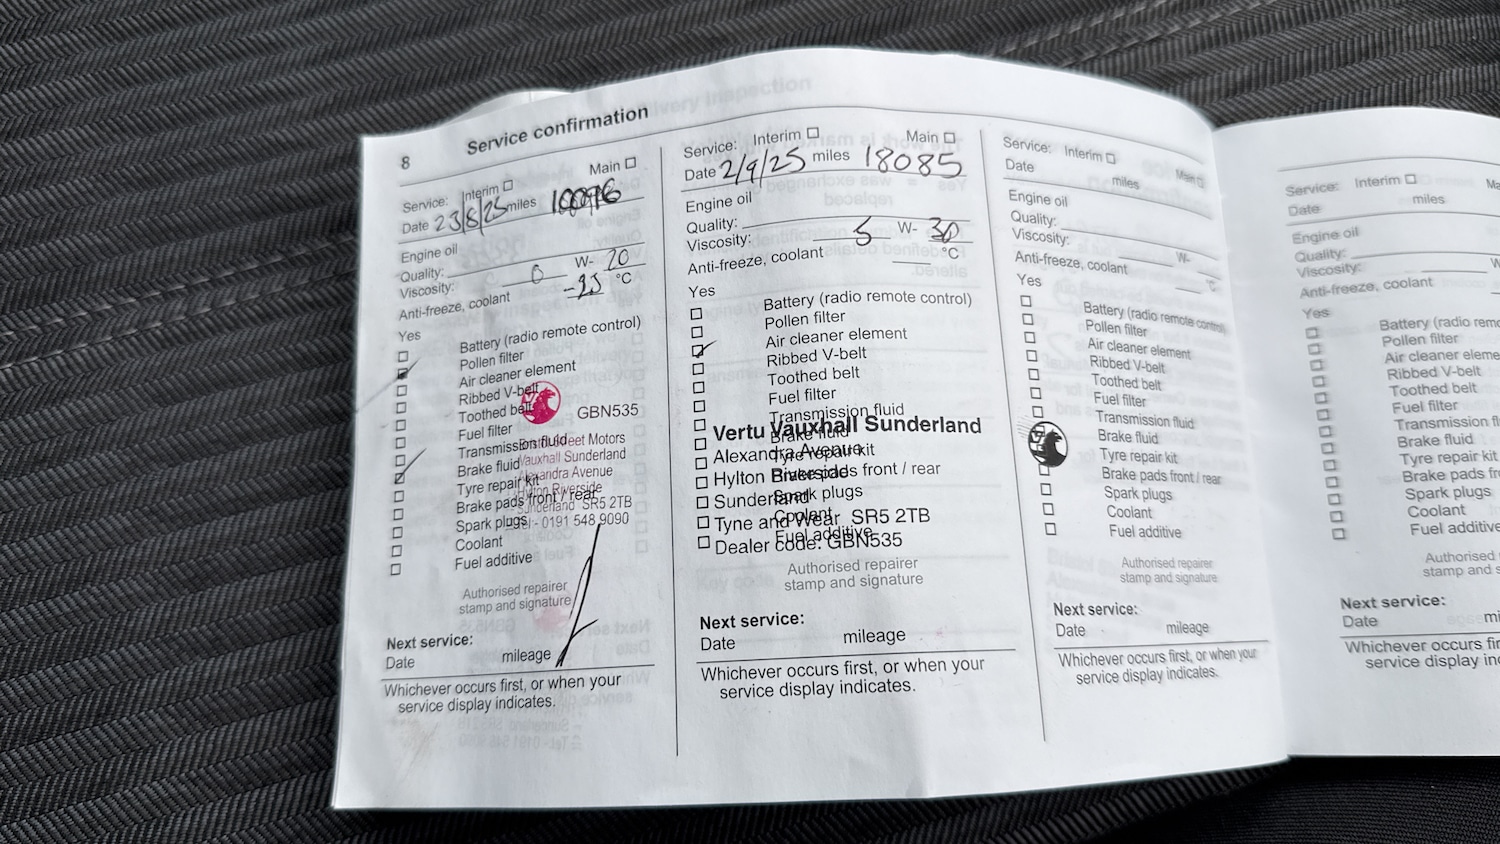 8 Service confirmation
Service: Interim Main
Date 23/8/25 miles
Engine oil
Quality:
Viscosity: 0 W- 20
Anti-freeze, coolant °C
Yes
Battery (radio remote control)
Pollen filter
Air cleaner element
Ribbed V-belt
Toothed belt
Fuel filter
Transmission fluid
Brake fluid
Tyre repair kit
Brake pads front / rear
Spark plugs
Coolant
Fuel additive
GBN535
Motors
Vauxhall Sunderland
Alexandra Avenue
Hylton Riverside
Sunderland SR5 2TB
Tel - 0191 548 9090
Authorised repairer
stamp and signature
Next service:
Date mileage
Whichever occurs first, or when your
service display indicates.
Service: Interim Main
Date 2/9/25 miles 18085
Engine oil
Quality:
Viscosity: 5 W- 30
Anti-freeze, coolant °C
Yes
Battery (radio remote control)
Pollen filter
Air cleaner element
Ribbed V-belt
Toothed belt
Fuel filter
Transmission fluid
Brake fluid
Tyre repair kit
Brake pads front / rear
Spark plugs
Coolant
Fuel additive
Vertu Vauxhall Sunderland
Alexandra Avenue
Hylton Riverside
Sunderland
Tyne and Wear SR5 2TB
Dealer code: GBN535
Authorised repairer
stamp and signature
Next service:
Date mileage
Whichever occurs first, or when your
service display indicates.
Service: Interim Main
Date miles
Engine oil
Quality:
Viscosity: W-
Anti-freeze, coolant °C
Yes
Battery (radio remote control)
Pollen filter
Air cleaner element
Ribbed V-belt
Toothed belt
Fuel filter
Transmission fluid
Brake fluid
Tyre repair kit
Brake pads front / rear
Spark plugs
Coolant
Fuel additive
Authorised repairer
stamp and signature
Next service:
Date mileage
Whichever occurs first, or when your
service display indicates.
Service: Interim Ma
Date miles
Engine oil
Quality:
Viscosity: W
Anti-freeze, coolant
Yes
Battery (radio remo
Pollen filter
Air cleaner eleme
Ribbed V-belt
Toothed belt
Fuel filter
Transmission fl
Brake fluid
Tyre repair kit
Brake pads fr
Spark plugs
Coolant
Fuel additive
Authorised
stamp and s
Next service:
Date mi
Whichever occurs fir
service display in